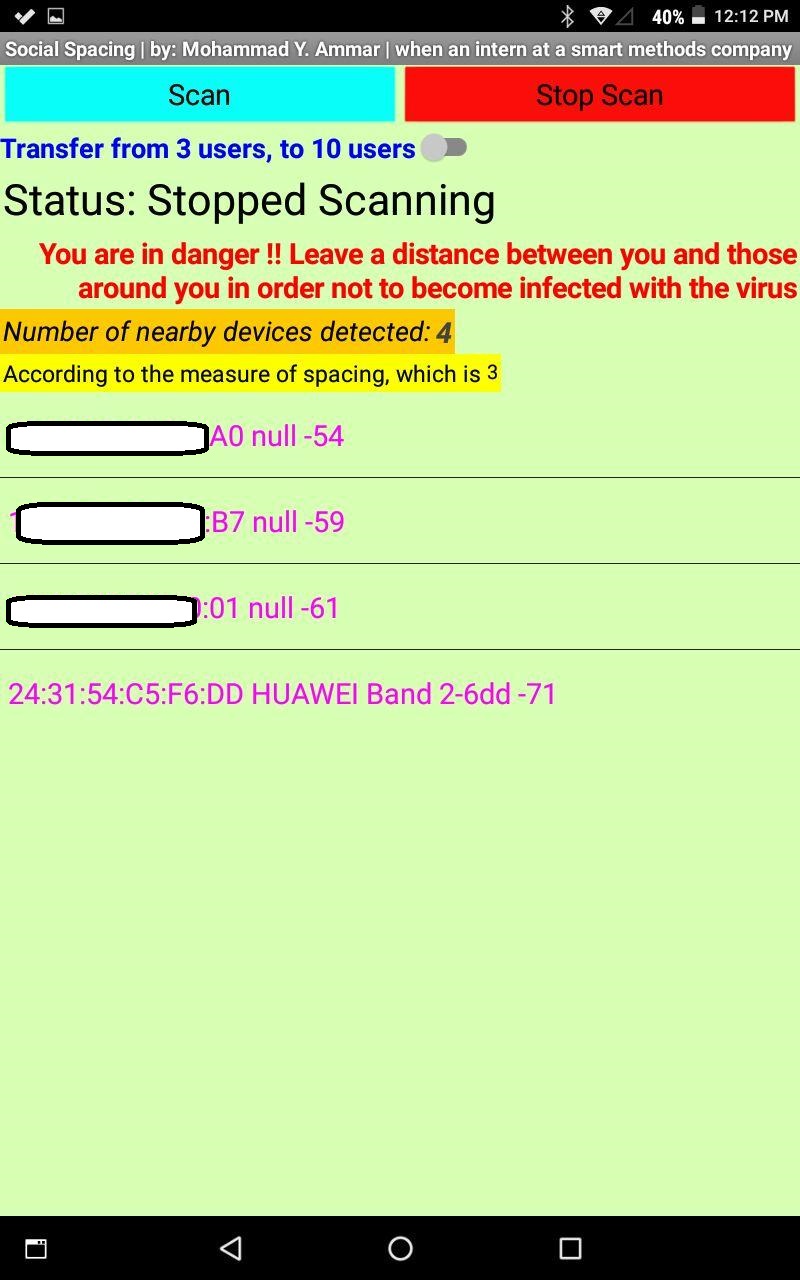 40% 12:12 PM
Social Spacing | by: Mohammad Y. Ammar | when an intern at a smart methods company
Scan Stop Scan
Transfer from 3 users, to 10 users
Status: Stopped Scanning
You are in danger !! Leave a distance between you and those
around you in order not to become infected with the virus
Number of nearby devices detected: 4
According to the measure of spacing, which is 3
A0 null -54
:B7 null -59
:01 null -61
24:31:54:C5:F6:DD HUAWEI Band 2-6dd -71